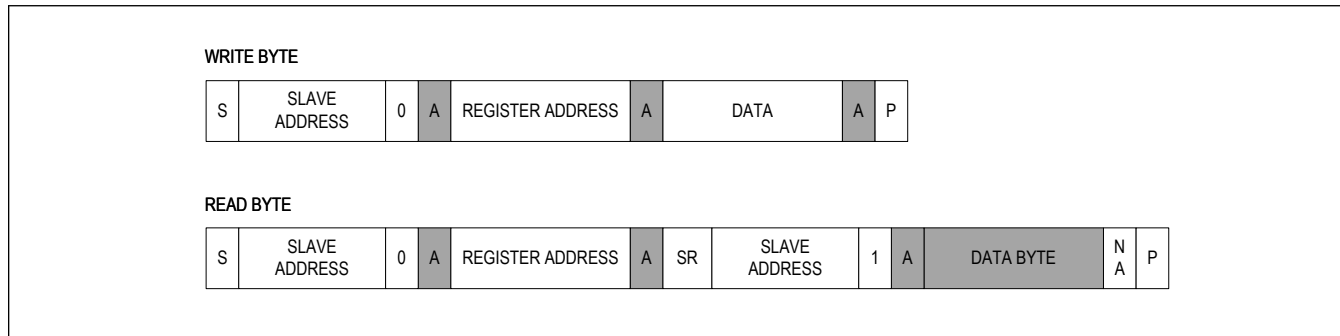 WRITE BYTE
S SLAVE ADDRESS 0 A REGISTER ADDRESS A DATA A P
READ BYTE
S SLAVE ADDRESS 0 A REGISTER ADDRESS A SR SLAVE ADDRESS 1 A DATA BYTE NA P